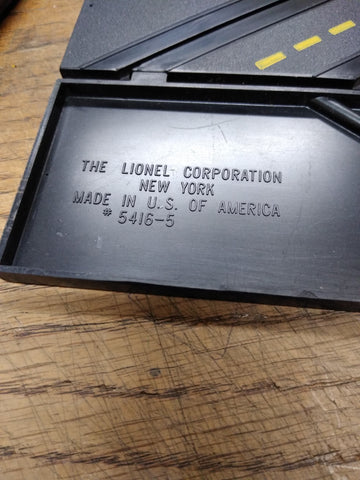 THE LIONEL CORPORATION
NEW YORK
MADE IN U.S. OF AMERICA
# 5416-5